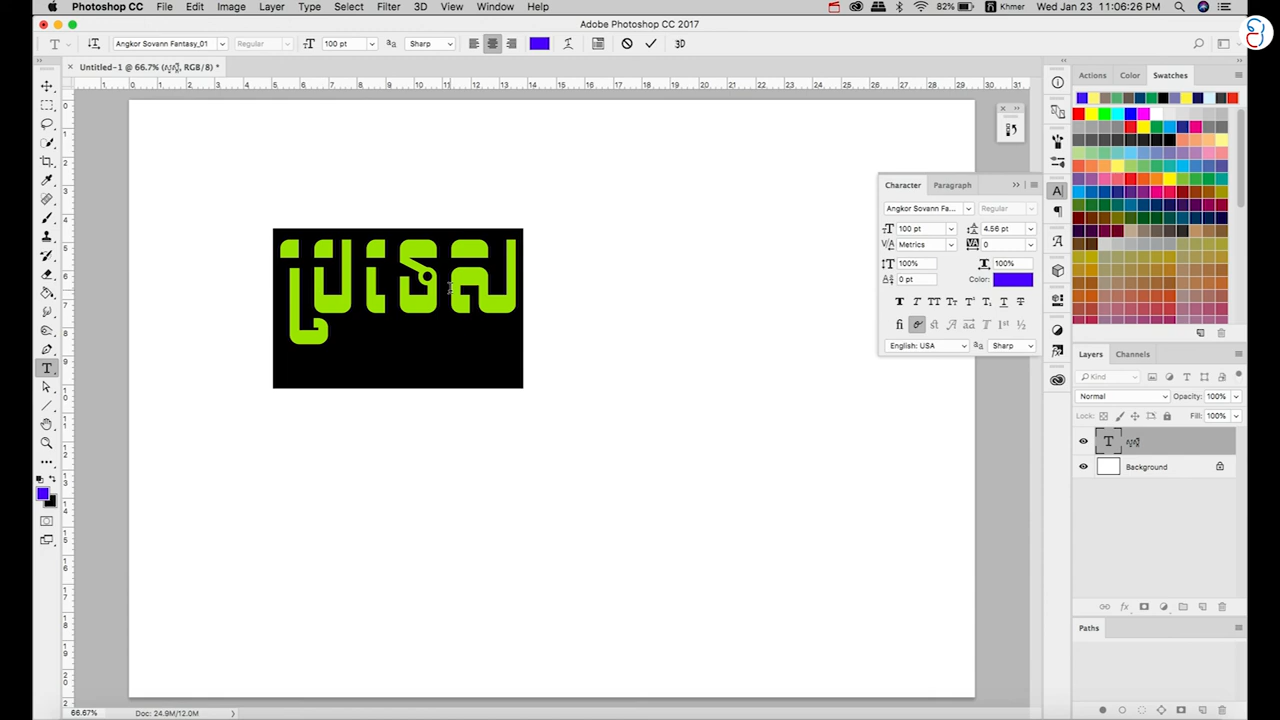 Photoshop CC File Edit Image Layer Type Select Filter 3D View Window Help 82% Khmer Wed Jan 23 11:06:26 AM
Adobe Photoshop CC 2017
Angkor Sovann Fantasy_01 Regular 100 pt Sharp 3D
Untitled-1 @ 66.7% ( , RGB/8) *
Actions Color Swatches
Character Paragraph
Angkor Sovann Fa... Regular
100 pt 4.56 pt
Metrics 0
100% 100%
0 pt Color:
English: USA Sharp
ប្រទេស
Layers Channels
Kind
Normal Opacity: 100%
Lock: Fill: 100%
Background
Paths
66.67% Doc: 24.9M/12.0M